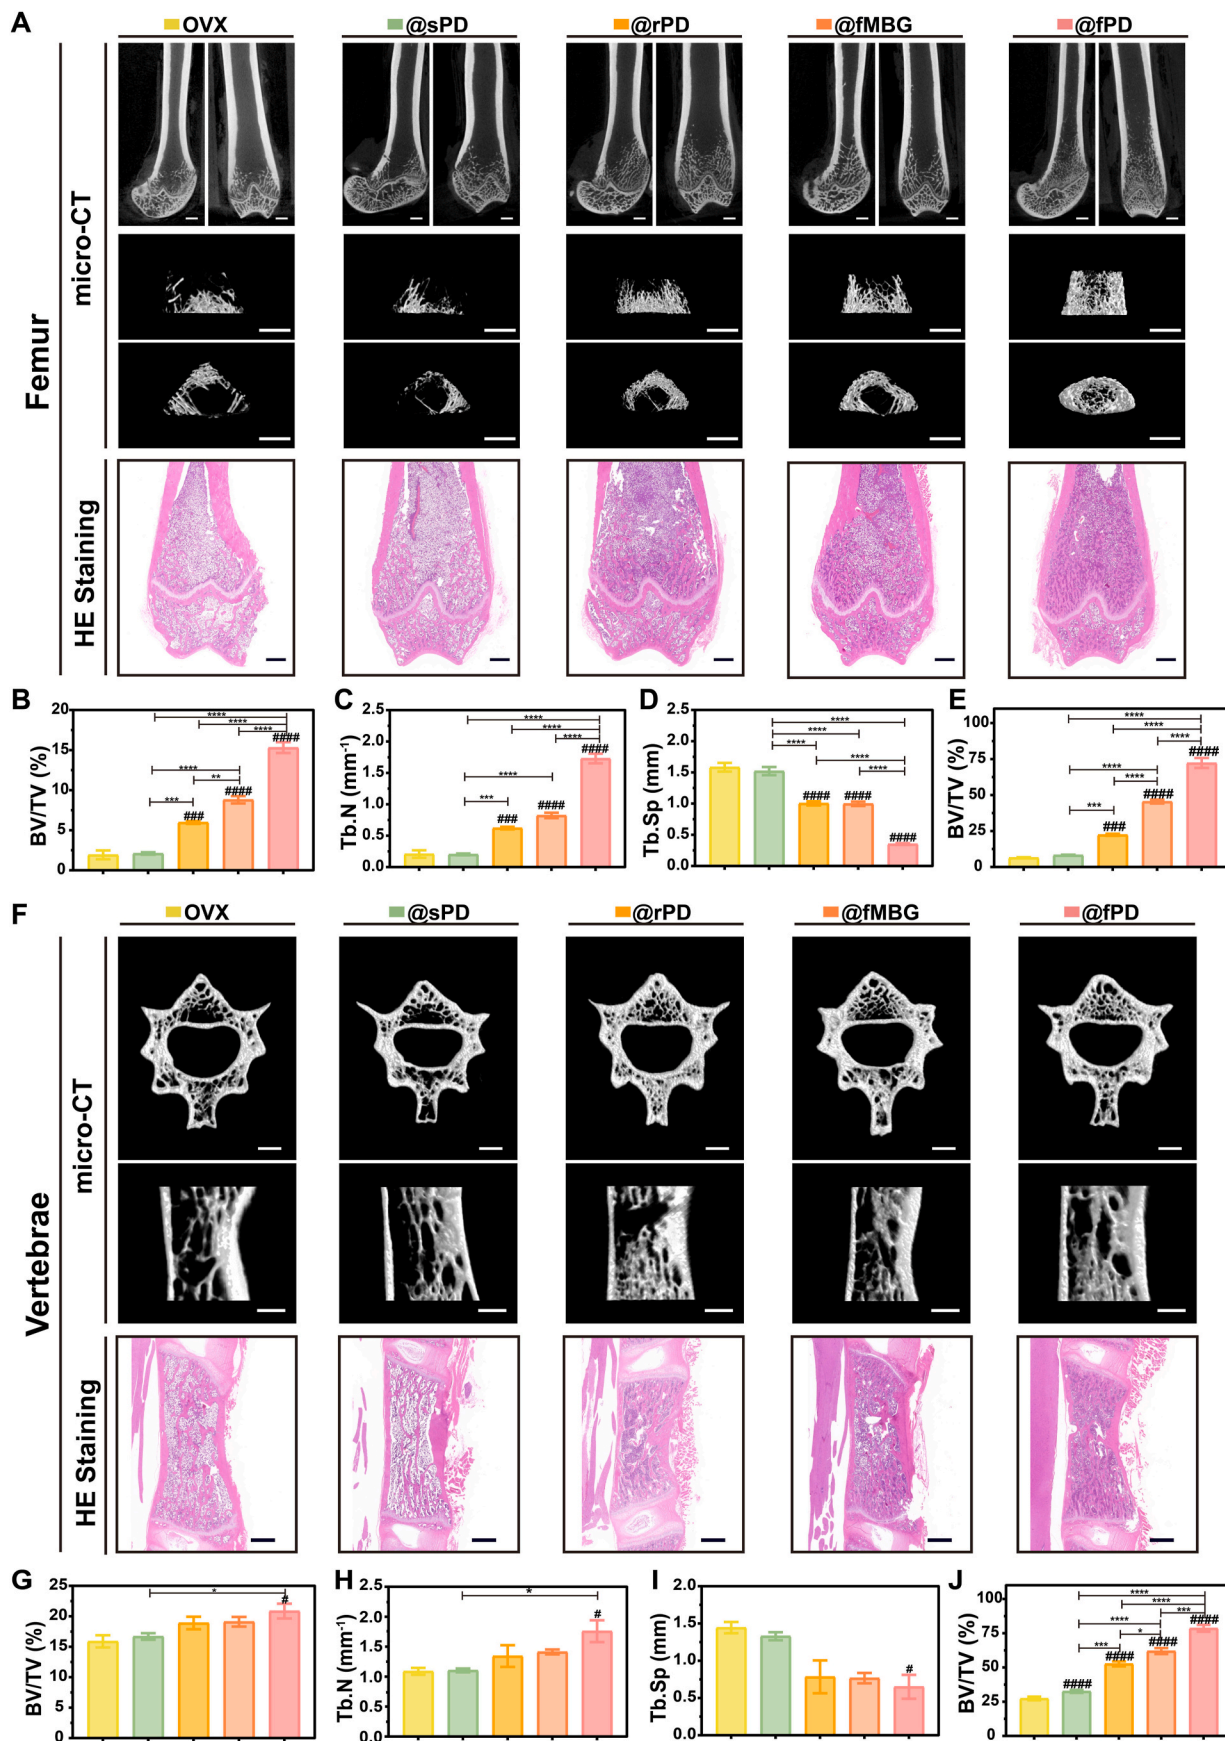 A
OVX
@sPD
@rPD
@fMBG
@fPD
Femur
micro-CT
HE Staining
B
BV/TV (%)
20
15
10
5
0
****
****
****
****
**
***
###
####
####
C
Tb.N (mm⁻¹)
2.5
2.0
1.5
1.0
0.5
0.0
****
****
****
****
***
###
####
####
D
Tb.Sp (mm)
2.5
2.0
1.5
1.0
0.5
0.0
****
****
****
****
****
####
####
####
E
BV/TV (%)
100
75
50
25
0
****
****
****
****
****
***
###
####
####
F
OVX
@sPD
@rPD
@fMBG
@fPD
Vertebrae
micro-CT
HE Staining
G
BV/TV (%)
25
20
15
10
5
0
*
#
H
Tb.N (mm⁻¹)
2.5
2.0
1.5
1.0
0.5
0.0
*
#
I
Tb.Sp (mm)
2.0
1.5
1.0
0.5
0.0
#
J
BV/TV (%)
100
75
50
25
0
****
****
***
****
*
***
####
####
####
####